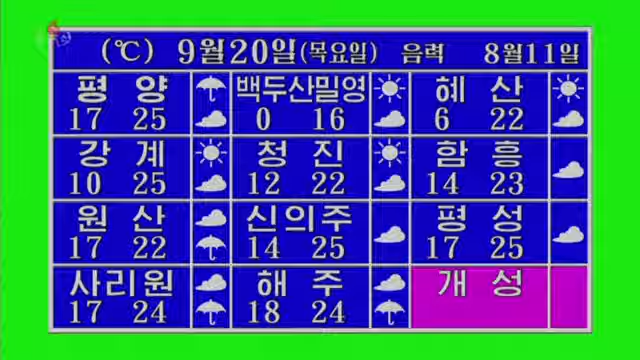 (℃) 9월20일(목요일) 음력 8월11일
평양 백두산밀영 혜산
17 25 0 16 6 22
강계 청진 함흥
10 25 12 22 14 23
원산 신의주 평성
17 22 14 25 17 25
사리원 해주 개성
17 24 18 24